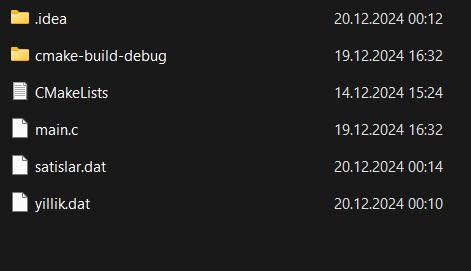 .idea 20.12.2024 00:12
cmake-build-debug 19.12.2024 16:32
CMakeLists 14.12.2024 15:24
main.c 19.12.2024 16:32
satislar.dat 20.12.2024 00:14
yillik.dat 20.12.2024 00:10